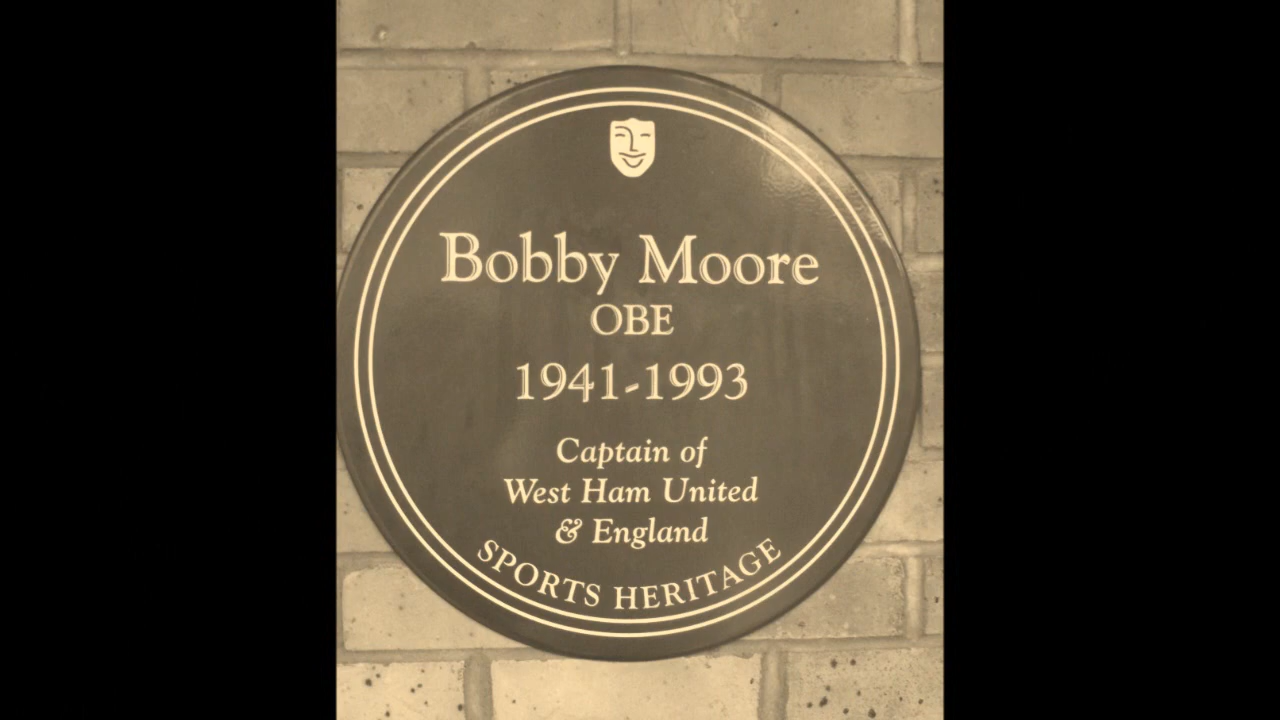 Bobby Moore
OBE
1941-1993
Captain of
West Ham United
& England
SPORTS HERITAGE